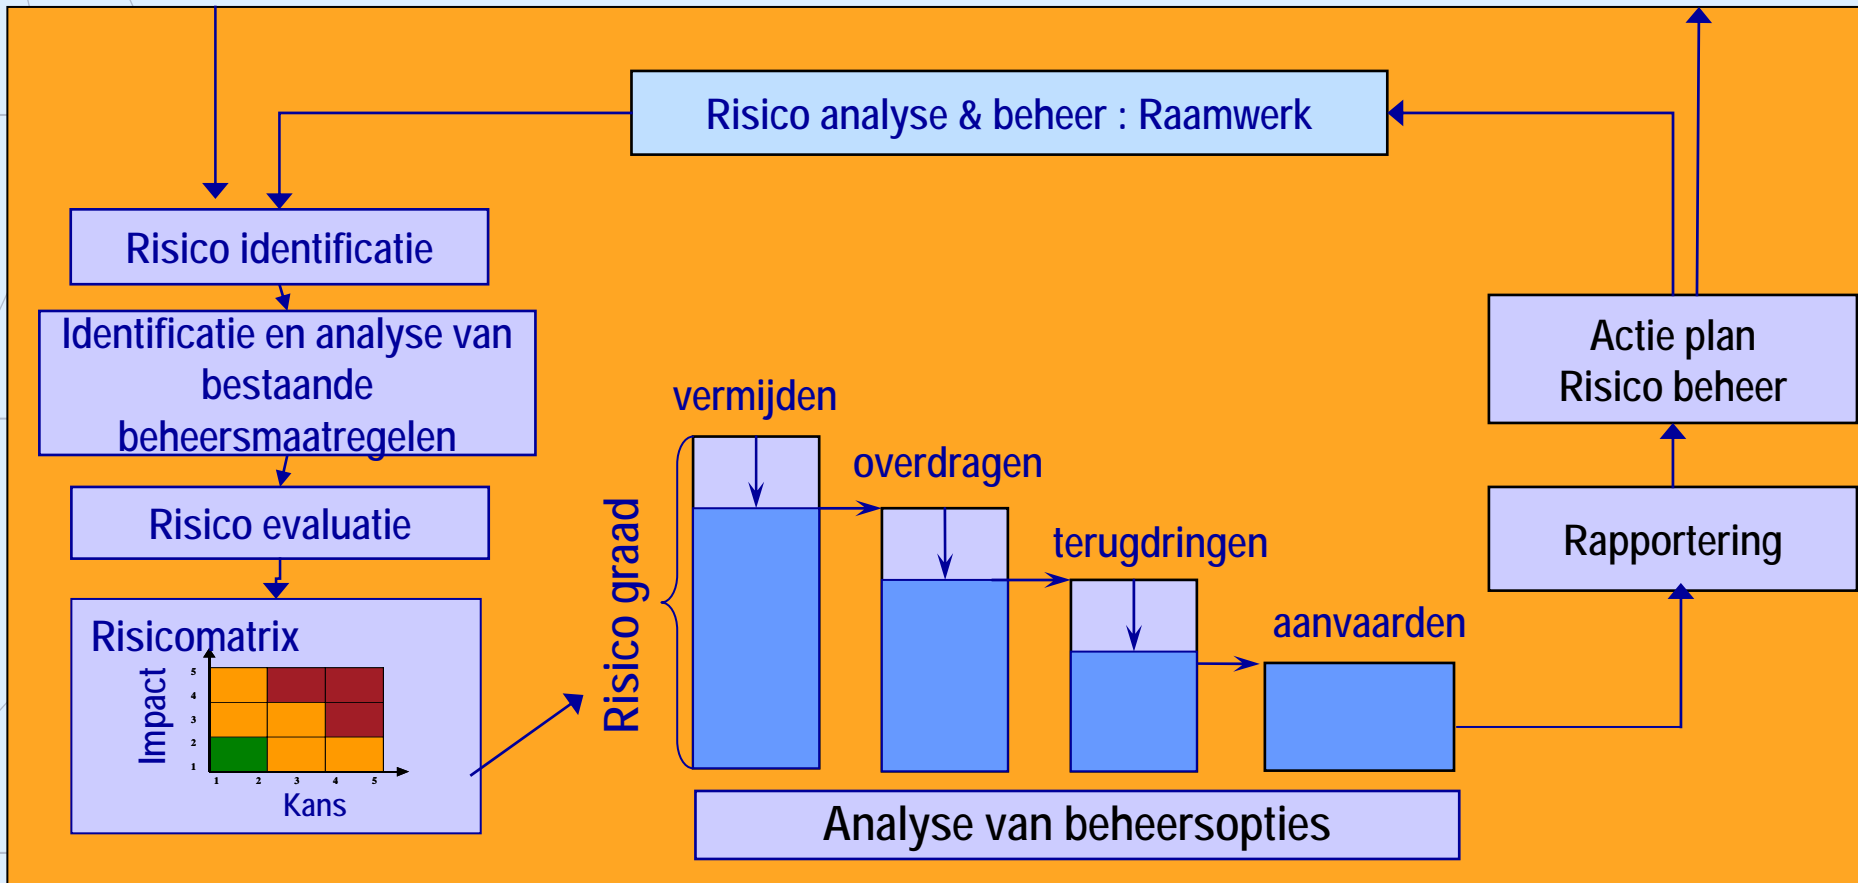 Risico analyse & beheer : Raamwerk
Risico identificatie
Identificatie en analyse van
bestaande
beheersmaatregelen
Risico evaluatie
Risicomatrix
Impact
5
4
3
2
1
1 2 3 4 5
Kans
Risico graad
vermijden
overdragen
terugdringen
aanvaarden
Analyse van beheersopties
Actie plan
Risico beheer
Rapportering